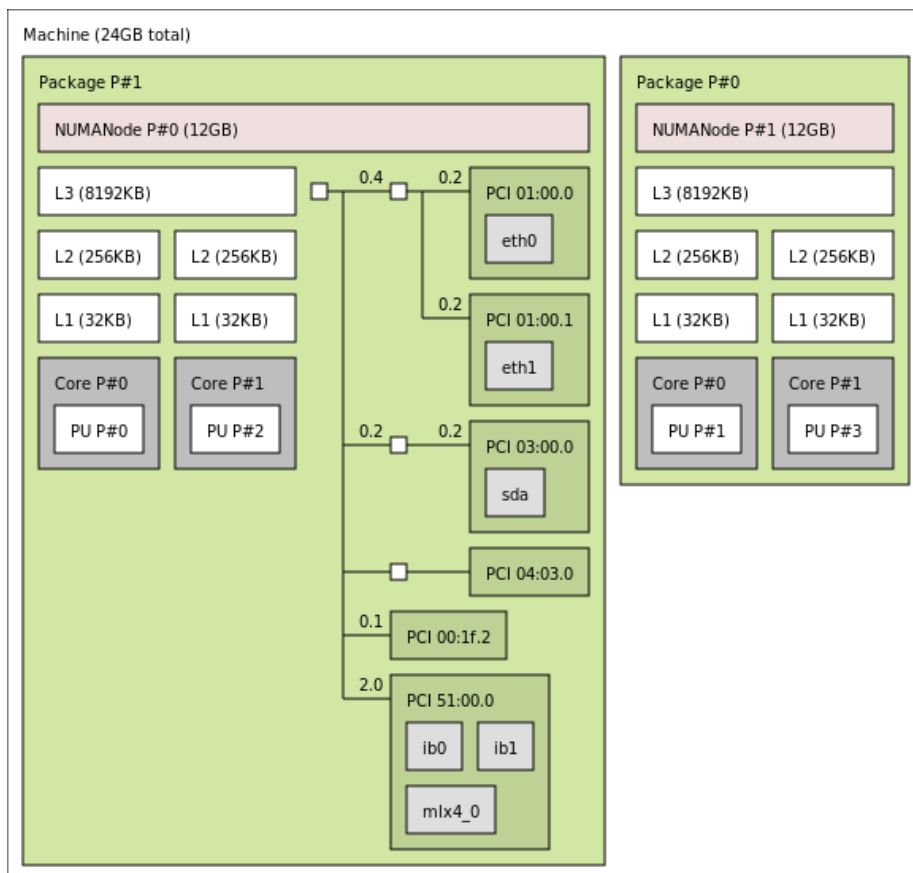 Machine (24GB total)
Package P#1
NUMANode P#0 (12GB)
L3 (8192KB)
L2 (256KB) L2 (256KB)
L1 (32KB) L1 (32KB)
Core P#0 Core P#1
PU P#0 PU P#2
0.4 0.2 PCI 01:00.0
eth0
0.2 PCI 01:00.1
eth1
0.2 0.2 PCI 03:00.0
sda
PCI 04:03.0
0.1 PCI 00:1f.2
2.0 PCI 51:00.0
ib0 ib1
mlx4_0
Package P#0
NUMANode P#1 (12GB)
L3 (8192KB)
L2 (256KB) L2 (256KB)
L1 (32KB) L1 (32KB)
Core P#0 Core P#1
PU P#1 PU P#3